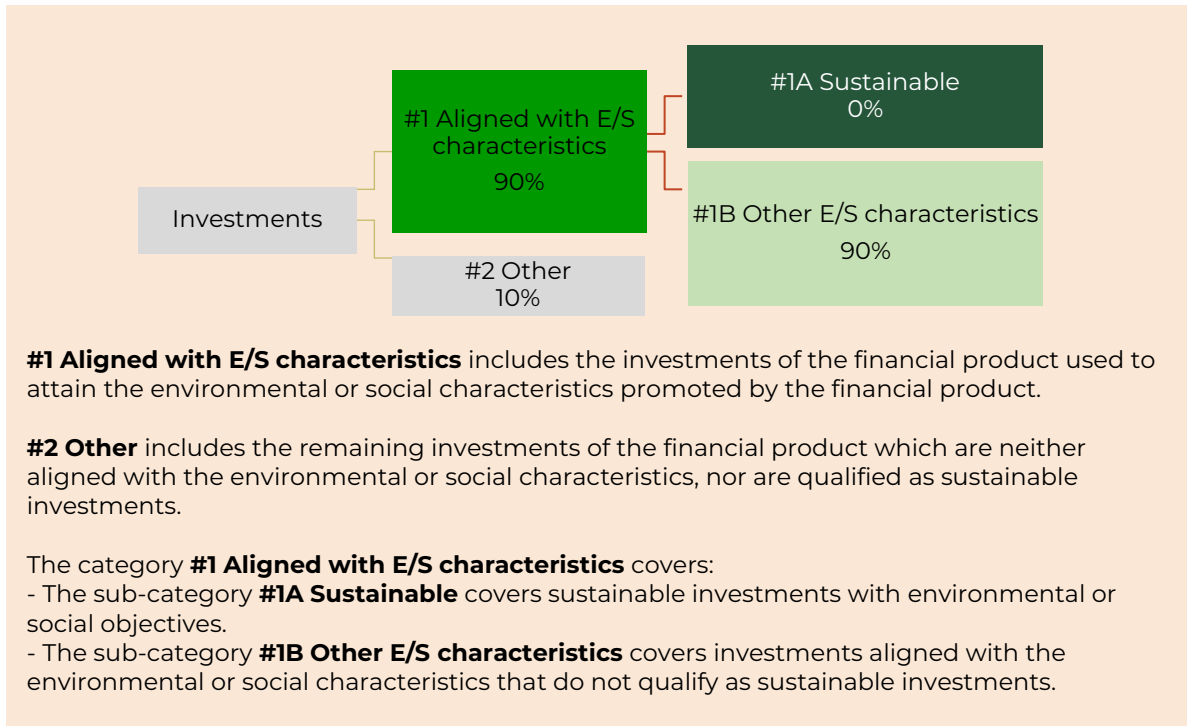 Investments
#1 Aligned with E/S
characteristics
90%
#2 Other
10%
#1A Sustainable
0%
#1B Other E/S characteristics
90%
#1 Aligned with E/S characteristics includes the investments of the financial product used to
attain the environmental or social characteristics promoted by the financial product.
#2 Other includes the remaining investments of the financial product which are neither
aligned with the environmental or social characteristics, nor are qualified as sustainable
investments.
The category #1 Aligned with E/S characteristics covers:
- The sub-category #1A Sustainable covers sustainable investments with environmental or
social objectives.
- The sub-category #1B Other E/S characteristics covers investments aligned with the
environmental or social characteristics that do not qualify as sustainable investments.